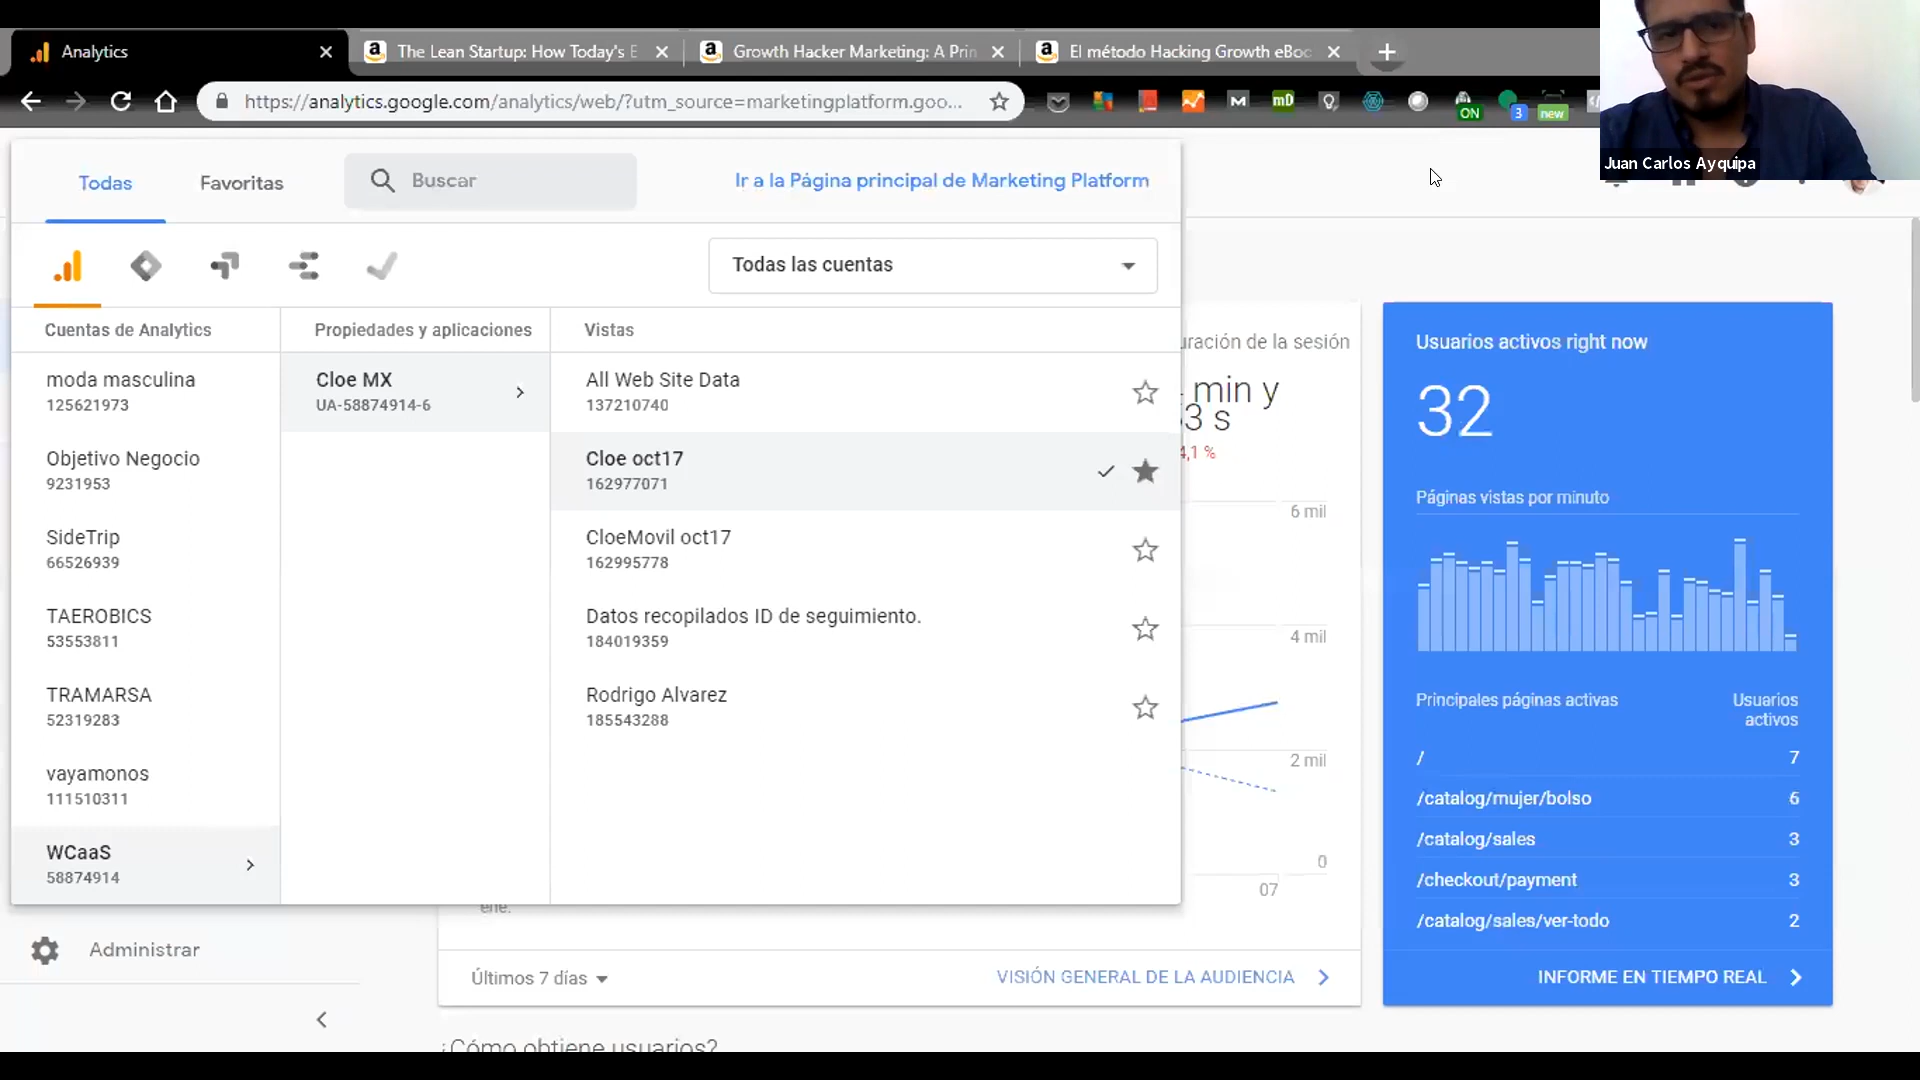 Analytics
The Lean Startup: How Today's E
Growth Hacker Marketing: A Prin
El método Hacking Growth eBoc
https://analytics.google.com/analytics/web/?utm_source=marketingplatform.goo...
mD
ON
3
new
Juan Carlos Ayquipa
Todas
Favoritas
Buscar
Ir a la Página principal de Marketing Platform
Todas las cuentas
Cuentas de Analytics
Propiedades y aplicaciones
Vistas
moda masculina
125621973
Objetivo Negocio
9231953
SideTrip
66526939
TAEROBICS
53553811
TRAMARSA
52319283
vayamonos
111510311
WCaaS
58874914
Cloe MX
UA-58874914-6
All Web Site Data
137210740
Cloe oct17
162977071
CloeMovil oct17
162995778
Datos recopilados ID de seguimiento.
184019359
Rodrigo Alvarez
185543288
uración de la sesión
min y
3 s
4,1 %
6 mil
4 mil
2 mil
0
07
ene.
Últimos 7 días
VISIÓN GENERAL DE LA AUDIENCIA
Usuarios activos right now
32
Páginas vistas por minuto
Principales páginas activas
Usuarios
activos
/ 7
/catalog/mujer/bolso 6
/catalog/sales 3
/checkout/payment 3
/catalog/sales/ver-todo 2
INFORME EN TIEMPO REAL
Administrar
¿Cómo obtiene usuarios?